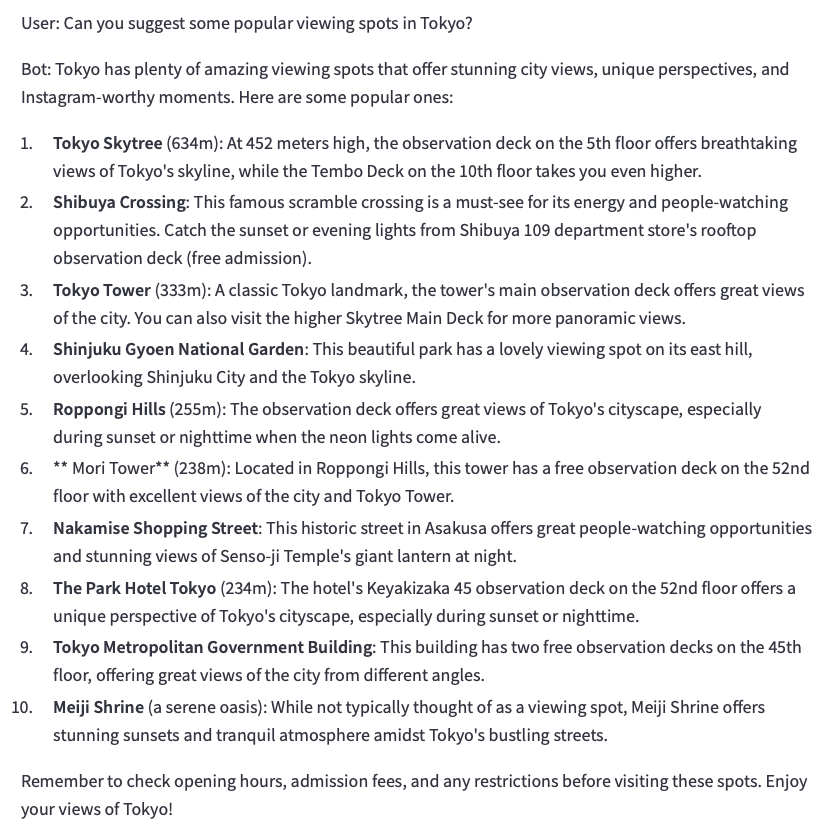 User: Can you suggest some popular viewing spots in Tokyo?
Bot: Tokyo has plenty of amazing viewing spots that offer stunning city views, unique perspectives, and
Instagram-worthy moments. Here are some popular ones:
1. Tokyo Skytree (634m): At 452 meters high, the observation deck on the 5th floor offers breathtaking
views of Tokyo's skyline, while the Tembo Deck on the 10th floor takes you even higher.
2. Shibuya Crossing: This famous scramble crossing is a must-see for its energy and people-watching
opportunities. Catch the sunset or evening lights from Shibuya 109 department store's rooftop
observation deck (free admission).
3. Tokyo Tower (333m): A classic Tokyo landmark, the tower's main observation deck offers great views
of the city. You can also visit the higher Skytree Main Deck for more panoramic views.
4. Shinjuku Gyoen National Garden: This beautiful park has a lovely viewing spot on its east hill,
overlooking Shinjuku City and the Tokyo skyline.
5. Roppongi Hills (255m): The observation deck offers great views of Tokyo's cityscape, especially
during sunset or nighttime when the neon lights come alive.
6. ** Mori Tower** (238m): Located in Roppongi Hills, this tower has a free observation deck on the 52nd
floor with excellent views of the city and Tokyo Tower.
7. Nakamise Shopping Street: This historic street in Asakusa offers great people-watching opportunities
and stunning views of Senso-ji Temple's giant lantern at night.
8. The Park Hotel Tokyo (234m): The hotel's Keyakizaka 45 observation deck on the 52nd floor offers a
unique perspective of Tokyo's cityscape, especially during sunset or nighttime.
9. Tokyo Metropolitan Government Building: This building has two free observation decks on the 45th
floor, offering great views of the city from different angles.
10. Meiji Shrine (a serene oasis): While not typically thought of as a viewing spot, Meiji Shrine offers
stunning sunsets and tranquil atmosphere amidst Tokyo's bustling streets.
Remember to check opening hours, admission fees, and any restrictions before visiting these spots. Enjoy
your views of Tokyo!